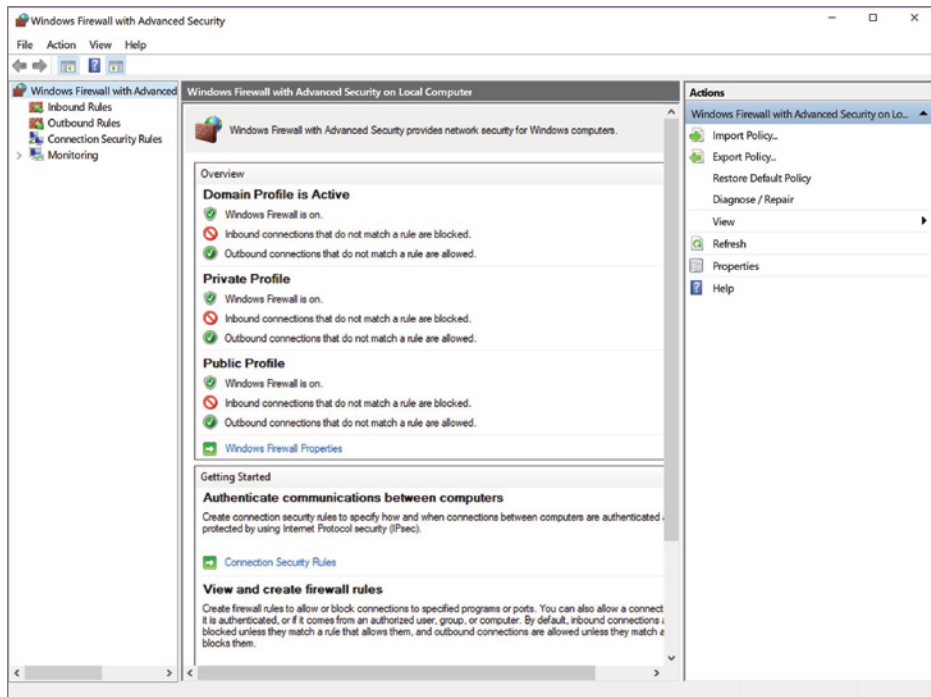 Windows Firewall with Advanced Security
File Action View Help
Windows Firewall with Advanced
Inbound Rules
Outbound Rules
Connection Security Rules
Monitoring
Windows Firewall with Advanced Security on Local Computer
Windows Firewall with Advanced Security provides network security for Windows computers.
Overview
Domain Profile is Active
Windows Firewall is on.
Inbound connections that do not match a rule are blocked.
Outbound connections that do not match a rule are allowed.
Private Profile
Windows Firewall is on.
Inbound connections that do not match a rule are blocked.
Outbound connections that do not match a rule are allowed.
Public Profile
Windows Firewall is on.
Inbound connections that do not match a rule are blocked.
Outbound connections that do not match a rule are allowed.
Windows Firewall Properties
Getting Started
Authenticate communications between computers
Create connection security rules to specify how and when connections between computers are authenticated
protected by using Internet Protocol security (IPsec).
Connection Security Rules
View and create firewall rules
Create firewall rules to allow or block connections to specified programs or ports. You can also allow a connect
it is authenticated, or if it comes from an authorized user, group, or computer. By default, inbound connections
blocked unless they match a rule that allows them, and outbound connections are allowed unless they match a
blocks them.
Actions
Windows Firewall with Advanced Security on Lo...
Import Policy...
Export Policy...
Restore Default Policy
Diagnose / Repair
View
Refresh
Properties
Help